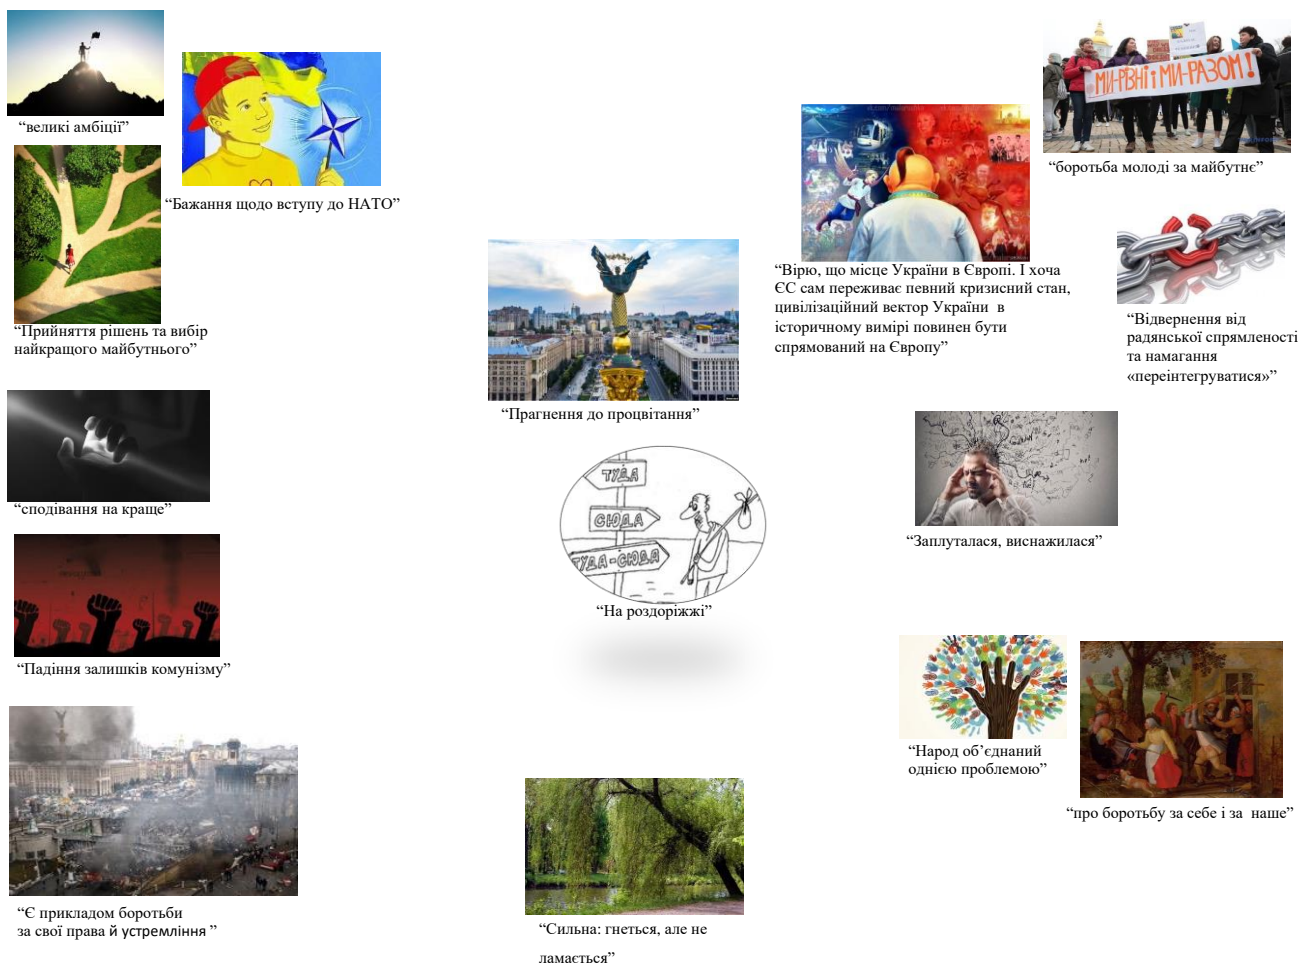 “великі амбіції”
“Бажання щодо вступу до НАТО”
“Прийняття рішень та вибір
найкращого майбутнього”
“сподівання на краще”
“Падіння залишків комунізму”
“Є прикладом боротьби
за свої права й устремління ”
“Прагнення до процвітання”
ТУДА
СЮДА
ТУДА-СЮДА
“На роздоріжжі”
“Сильна: гнеться, але не
ламається”
“Вірю, що місце України в Європі. І хоча
ЄС сам переживає певний кризисний стан,
цивілізаційний вектор України  в
історичному вимірі повинен бути
спрямований на Європу”
МИ-РІЗНІ і МИ-РАЗОМ!
“боротьба молоді за майбутнє”
“Відвернення від
радянської спрямленості
та намагання
«переінтегруватися»”
“Заплуталася, виснажилася”
“Народ об’єднаний
однією проблемою”
“про боротьбу за себе і за  наше”